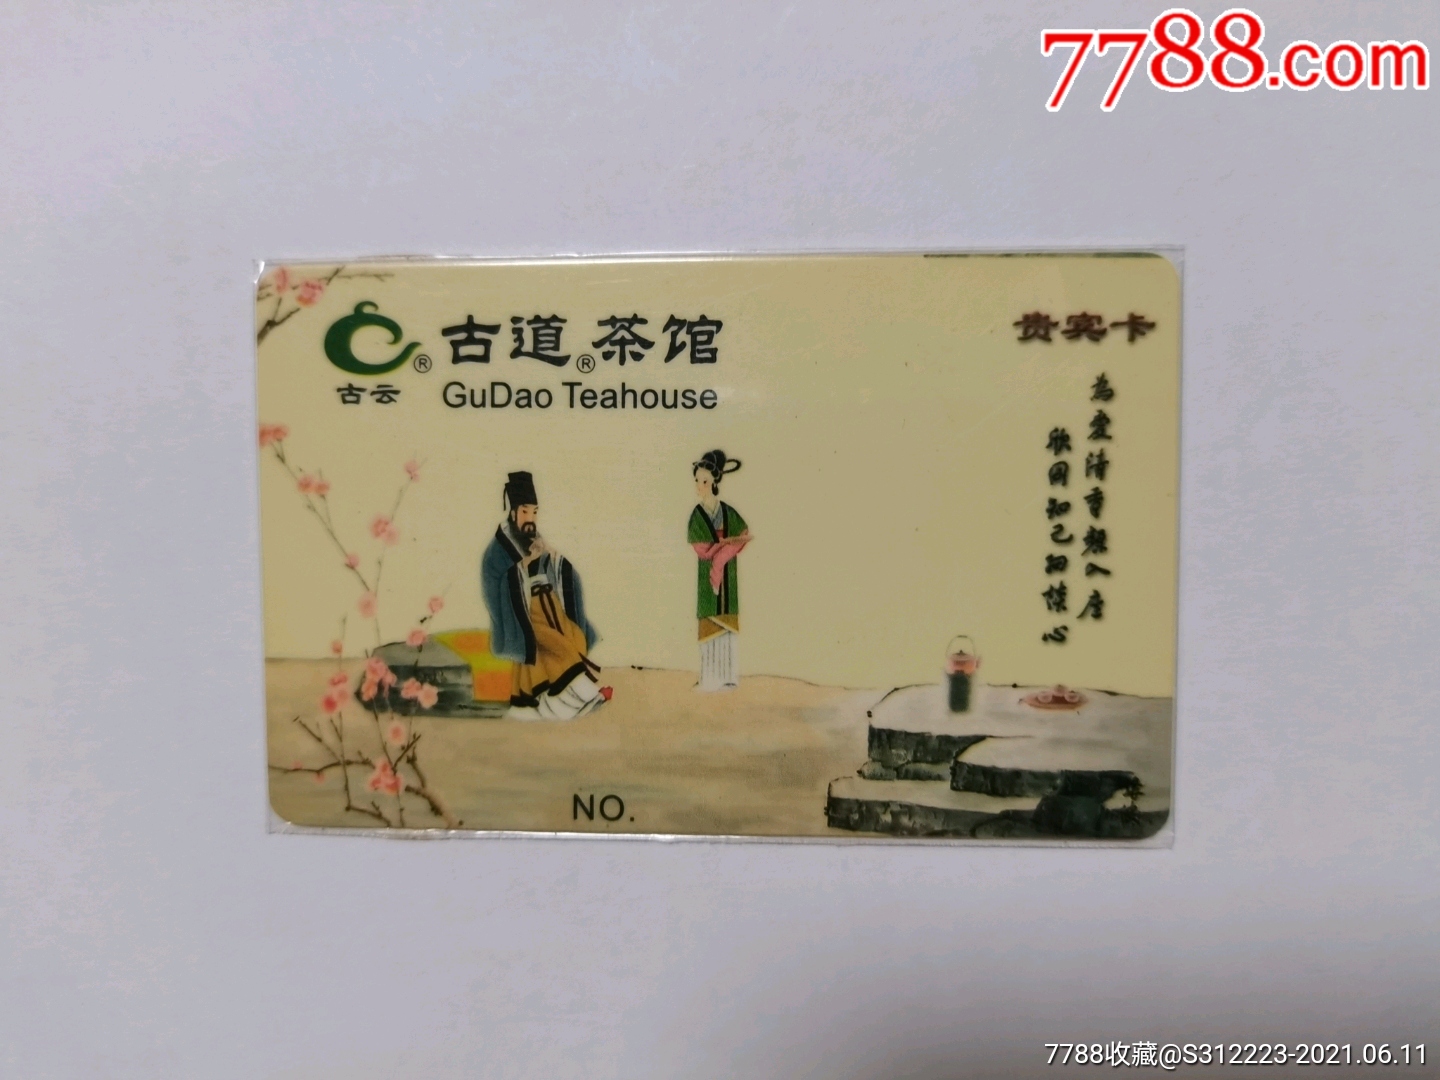 7788.com
古道®茶馆
®
古云
GuDao Teahouse
贵宾卡
為爱清香頻入座
欣同知己细谈心
NO.
7788收藏@S312223-2021.06.11